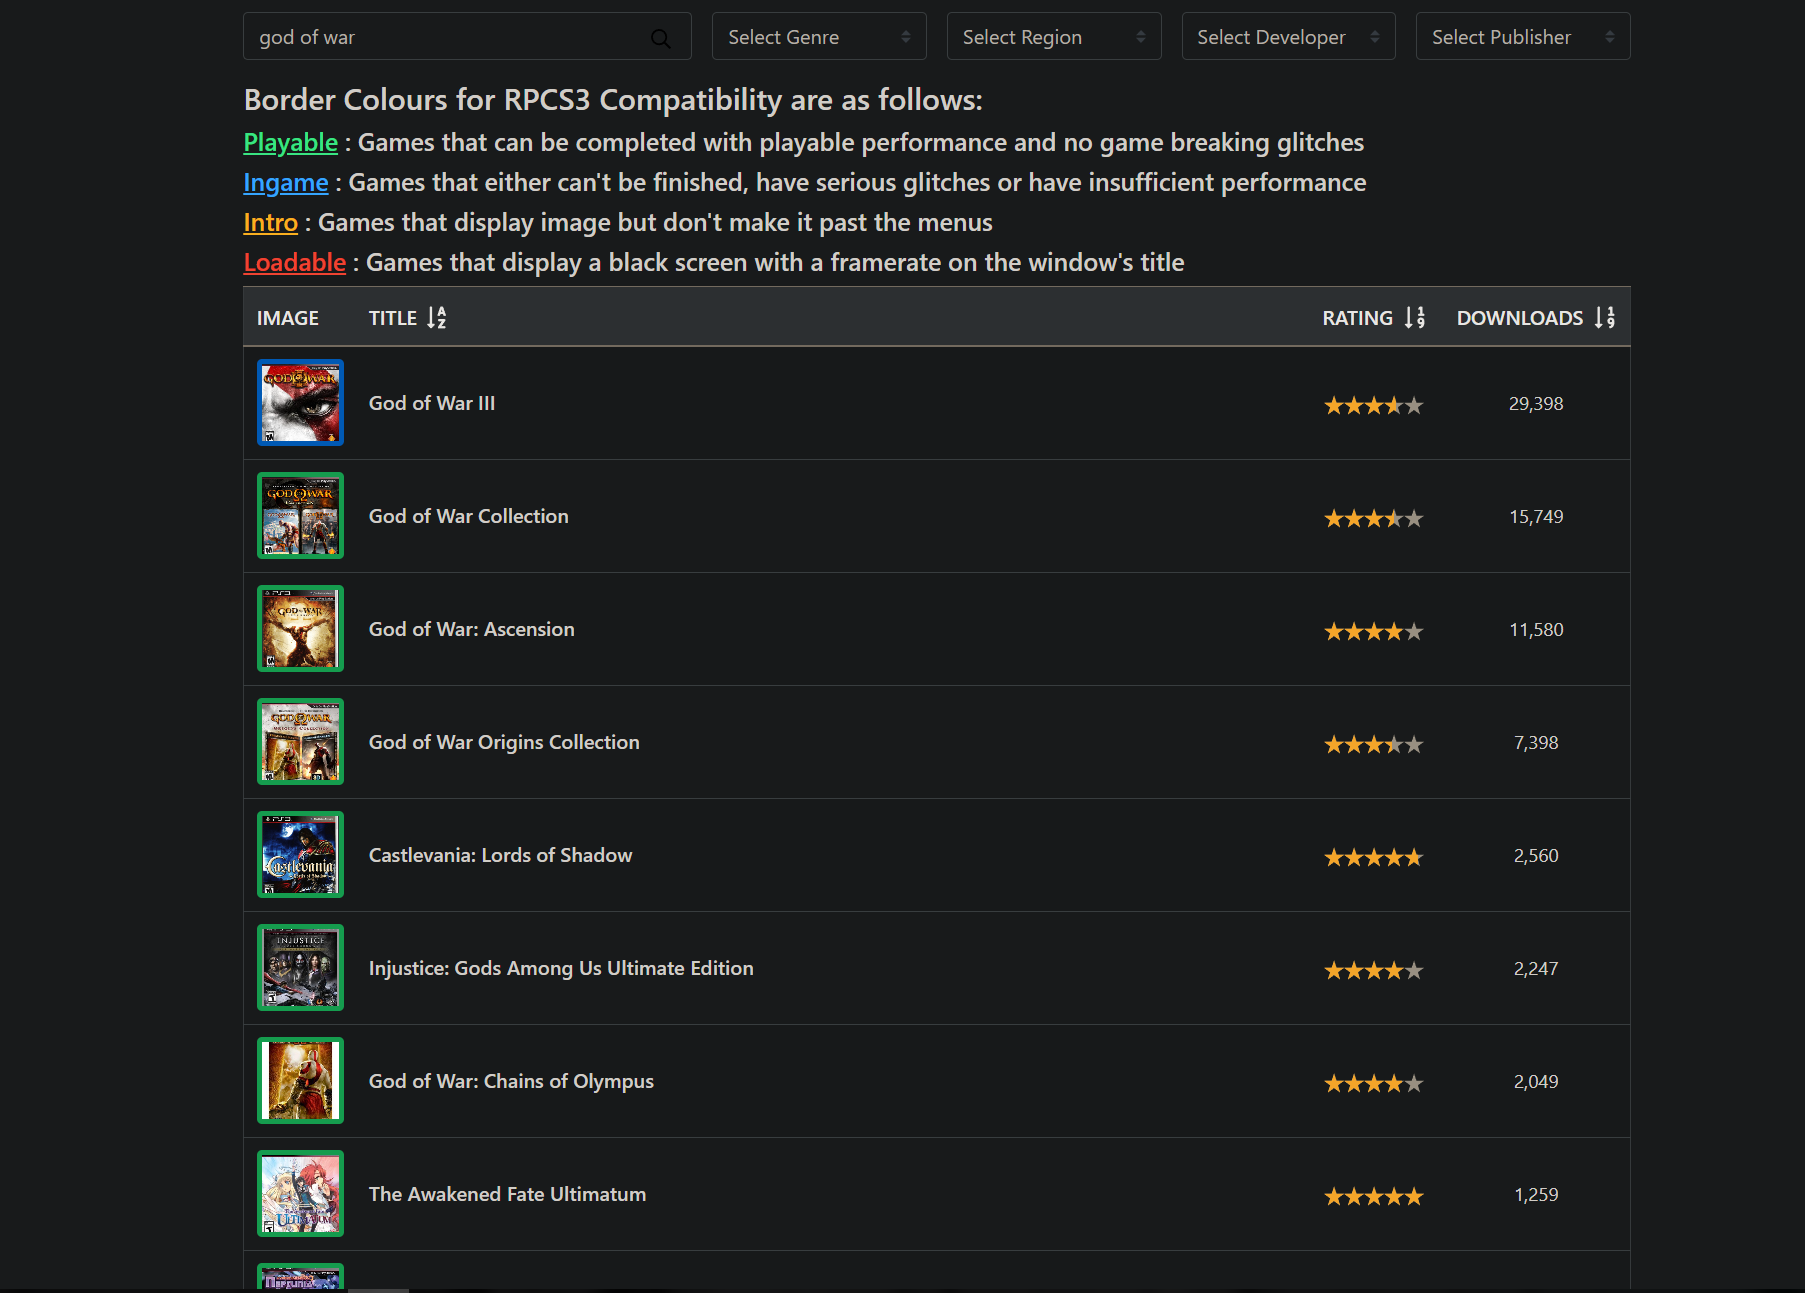 god of war
Select Genre
Select Region
Select Developer
Select Publisher
Border Colours for RPCS3 Compatibility are as follows:
Playable : Games that can be completed with playable performance and no game breaking glitches
Ingame : Games that either can't be finished, have serious glitches or have insufficient performance
Intro : Games that display image but don't make it past the menus
Loadable : Games that display a black screen with a framerate on the window's title
IMAGE TITLE RATING DOWNLOADS
GOD OF WAR
God of War III 29,398
GOD OF WAR
God of War Collection 15,749
PS3
GOD OF WAR
God of War: Ascension 11,580
GOD OF WAR
God of War Origins Collection 7,398
PS3
Castlevania
Castlevania: Lords of Shadow 2,560
INJUSTICE
Injustice: Gods Among Us Ultimate Edition 2,247
God of War: Chains of Olympus 2,049
ULTIMATUM
The Awakened Fate Ultimatum 1,259